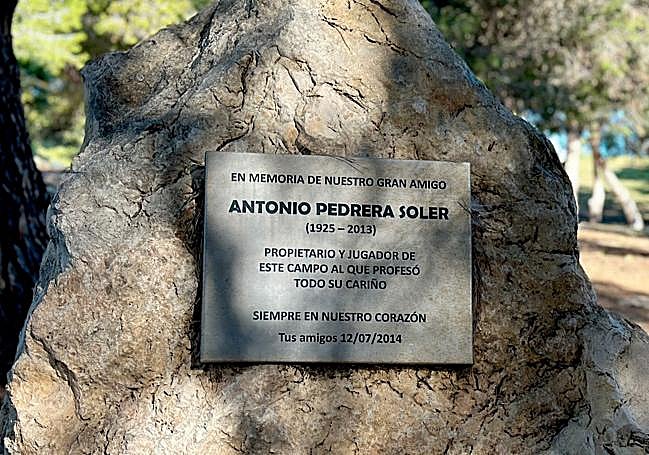 EN MEMORIA DE NUESTRO GRAN AMIGO
ANTONIO PEDRERA SOLER
(1925 – 2013)
PROPIETARIO Y JUGADOR DE
ESTE CAMPO AL QUE PROFESÓ
TODO SU CARIÑO
SIEMPRE EN NUESTRO CORAZÓN
Tus amigos 12/07/2014